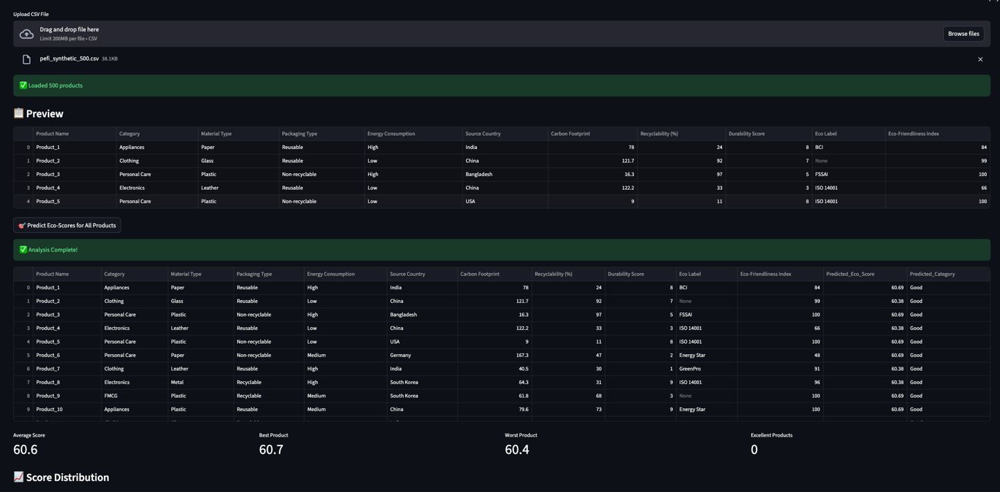 Upload CSV File
Drag and drop file here
Limit 200MB per file • CSV
Browse files
pefi_synthetic_500.csv 38.1KB
✅ Loaded 500 products
📋 Preview
Product Name Category Material Type Packaging Type Energy Consumption Source Country Carbon Footprint Recyclability (%) Durability Score Eco Label Eco-Friendliness Index
0 Product_1 Appliances Paper Reusable High India 78 24 8 BCI 84
1 Product_2 Clothing Glass Reusable Low China 121.7 92 7 None 99
2 Product_3 Personal Care Plastic Non-recyclable High Bangladesh 16.3 97 5 FSSAI 100
3 Product_4 Electronics Leather Reusable Low China 122.2 33 3 ISO 14001 66
4 Product_5 Personal Care Plastic Non-recyclable Low USA 9 11 8 ISO 14001 100
🎯 Predict Eco-Scores for All Products
✅ Analysis Complete!
Product Name Category Material Type Packaging Type Energy Consumption Source Country Carbon Footprint Recyclability (%) Durability Score Eco Label Eco-Friendliness Index Predicted_Eco_Score Predicted_Category
0 Product_1 Appliances Paper Reusable High India 78 24 8 BCI 84 60.69 Good
1 Product_2 Clothing Glass Reusable Low China 121.7 92 7 None 99 60.38 Good
2 Product_3 Personal Care Plastic Non-recyclable High Bangladesh 16.3 97 5 FSSAI 100 60.69 Good
3 Product_4 Electronics Leather Reusable Low China 122.2 33 3 ISO 14001 66 60.38 Good
4 Product_5 Personal Care Plastic Non-recyclable Low USA 9 11 8 ISO 14001 100 60.69 Good
5 Product_6 Personal Care Paper Non-recyclable Medium Germany 167.3 47 2 Energy Star 48 60.69 Good
6 Product_7 Clothing Leather Reusable High India 40.5 30 1 GreenPro 91 60.38 Good
7 Product_8 Electronics Metal Recyclable High South Korea 64.3 31 9 ISO 14001 96 60.38 Good
8 Product_9 FMCG Plastic Recyclable Medium South Korea 61.8 68 3 None 100 60.69 Good
9 Product_10 Appliances Plastic Reusable Medium China 79.6 73 9 Energy Star 100 60.69 Good
Average Score Best Product Worst Product Excellent Products
60.6 60.7 60.4 0
📈 Score Distribution